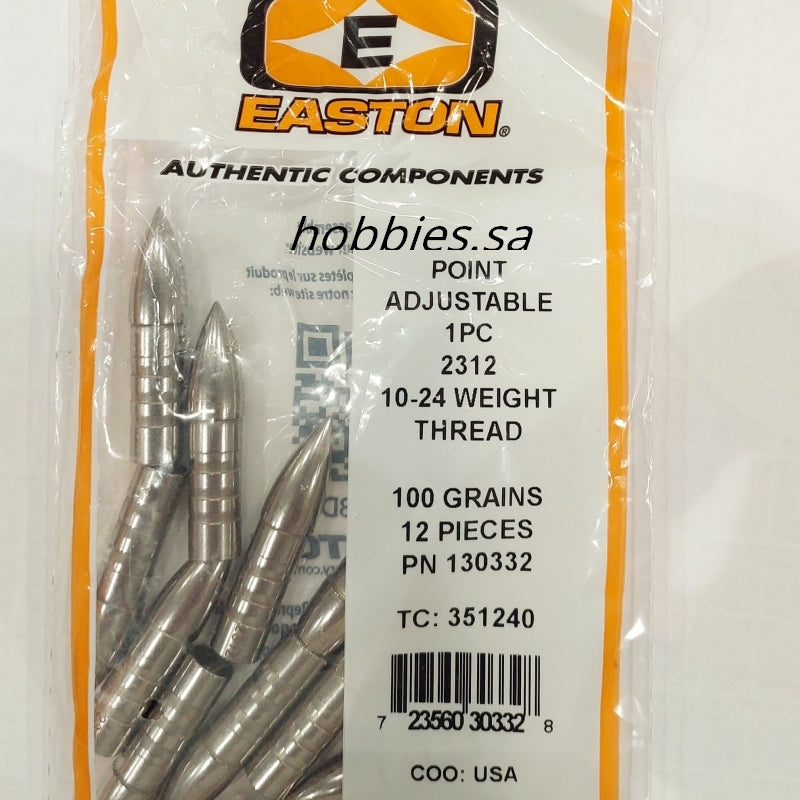 E
EASTON®
AUTHENTIC COMPONENTS
hobbies.sa
POINT
ADJUSTABLE
1PC
2312
10-24 WEIGHT
THREAD
100 GRAINS
12 PIECES
PN 130332
TC: 351240
7 23560 30332 8
COO: USA